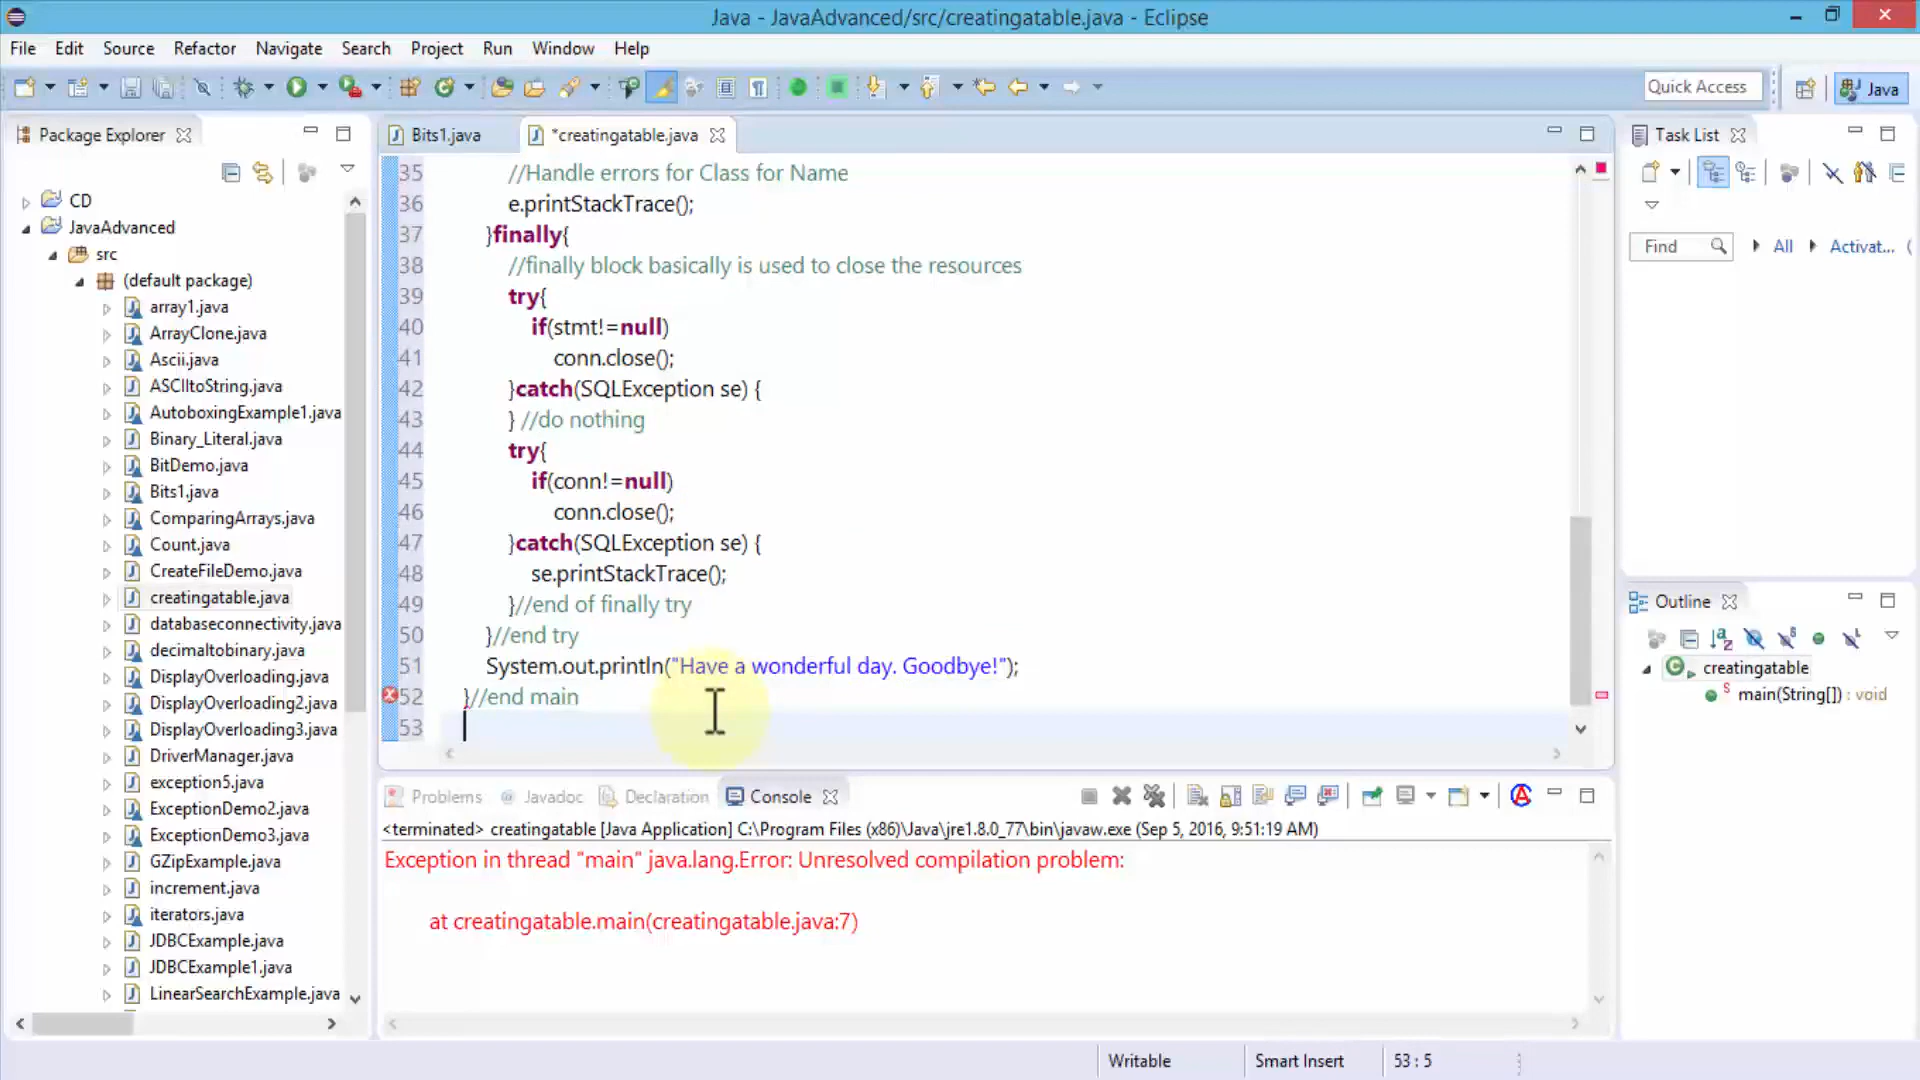 Java - JavaAdvanced/src/creatingatable.java - Eclipse
File Edit Source Refactor Navigate Search Project Run Window Help
Quick Access
Java
Package Explorer
CD
JavaAdvanced
src
(default package)
array1.java
ArrayClone.java
Ascii.java
ASCIItoString.java
AutoboxingExample1.java
Binary_Literal.java
BitDemo.java
Bits1.java
ComparingArrays.java
Count.java
CreateFileDemo.java
creatingatable.java
databaseconnectivity.java
decimaltobinary.java
DisplayOverloading.java
DisplayOverloading2.java
DisplayOverloading3.java
DriverManager.java
exception5.java
ExceptionDemo2.java
ExceptionDemo3.java
GZipExample.java
increment.java
iterators.java
JDBCExample.java
JDBCExample1.java
LinearSearchExample.java
Bits1.java *creatingatable.java
35 //Handle errors for Class for Name
36 e.printStackTrace();
37 }finally{
38 //finally block basically is used to close the resources
39 try{
40 if(stmt!=null)
41 conn.close();
42 }catch(SQLException se) {
43 } //do nothing
44 try{
45 if(conn!=null)
46 conn.close();
47 }catch(SQLException se) {
48 se.printStackTrace();
49 }//end of finally try
50 }//end try
51 System.out.println("Have a wonderful day. Goodbye!");
52 }//end main
53
Problems Javadoc Declaration Console
<terminated> creatingatable [Java Application] C:\Program Files (x86)\Java\jre1.8.0_77\bin\javaw.exe (Sep 5, 2016, 9:51:19 AM)
Exception in thread "main" java.lang.Error: Unresolved compilation problem:
at creatingatable.main(creatingatable.java:7)
Task List
Find All Activat...
Outline
creatingatable
main(String[]) : void
Writable Smart Insert 53 : 5